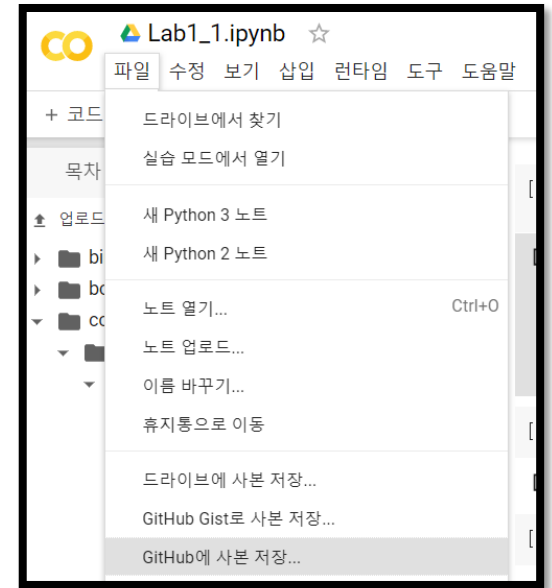 Lab1_1.ipynb
파일 수정 보기 삽입 런타임 도구 도움말
+ 코드
드라이브에서 찾기
실습 모드에서 열기
목차
새 Python 3 노트
업로드
새 Python 2 노트
bi
노트 열기... Ctrl+O
노트 업로드...
이름 바꾸기...
휴지통으로 이동
드라이브에 사본 저장...
GitHub Gist로 사본 저장...
GitHub에 사본 저장...